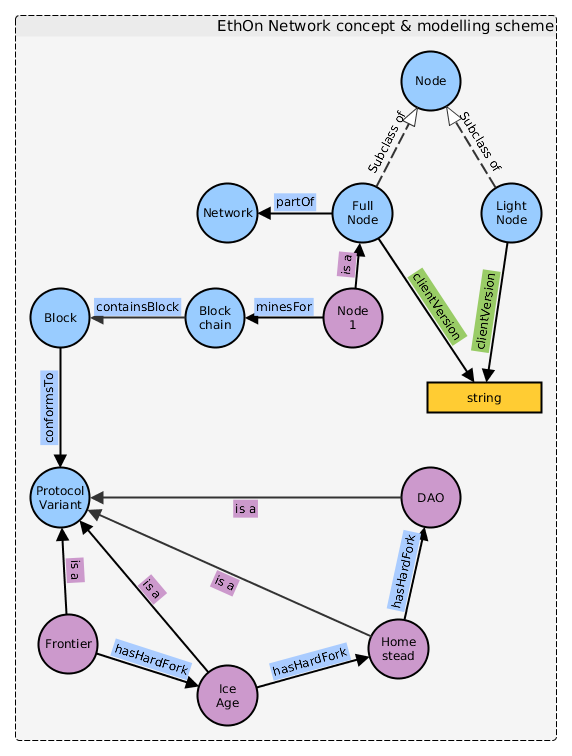 EthOn Network concept & modelling scheme
Node
Subclass of
Subclass of
Network
partOf
Full
Node
Light
Node
is a
clientVersion
clientVersion
Block
containsBlock
Block
chain
minesFor
Node
1
string
conformsTo
Protocol
Variant
is a
DAO
is a
is a
is a
hasHardFork
Frontier
hasHardFork
Ice
Age
hasHardFork
Home
stead